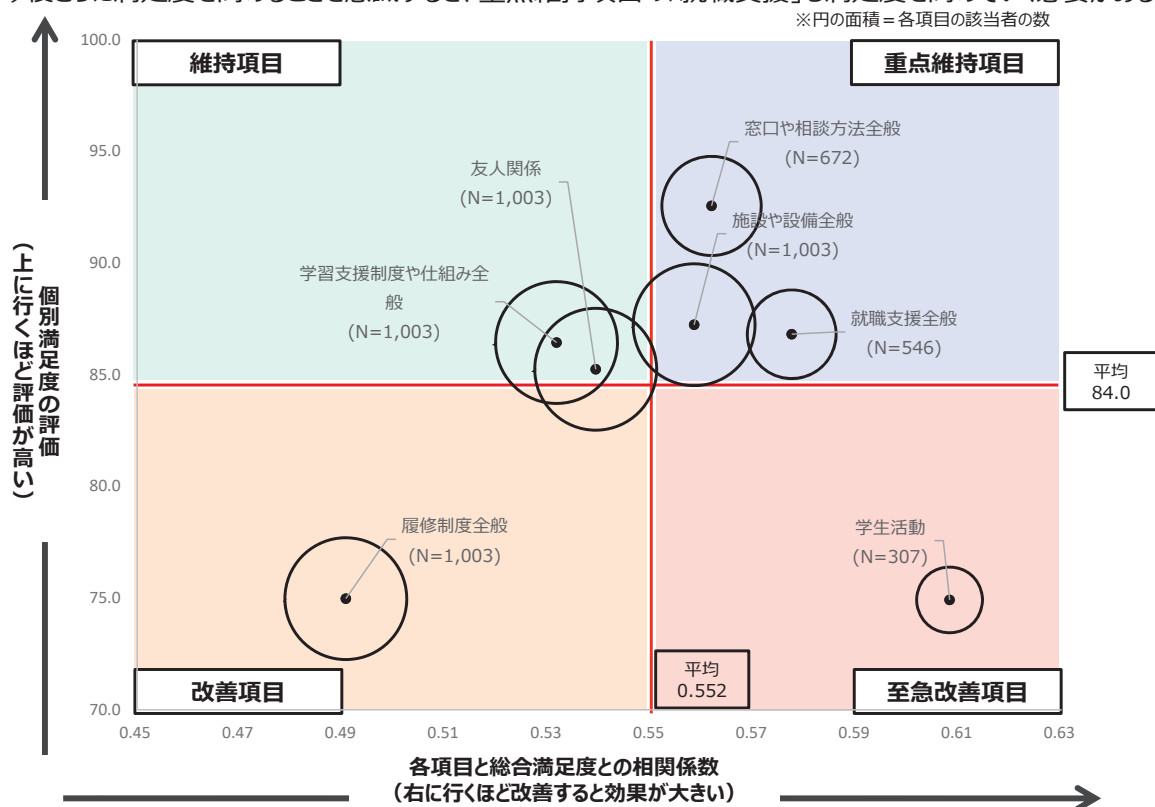 ※円の面積＝各項目の該当者の数
100.0
95.0
90.0
85.0
80.0
75.0
70.0
0.45
0.47
0.49
0.51
0.53
0.55
0.57
0.59
0.61
0.63
維持項目
重点維持項目
改善項目
至急改善項目
窓口や相談方法全般
(N=672)
友人関係
(N=1,003)
施設や設備全般
(N=1,003)
学習支援制度や仕組み全
般
(N=1,003)
就職支援全般
(N=546)
履修制度全般
(N=1,003)
学生活動
(N=307)
平均
84.0
平均
0.552
個別満足度の評価
（上に行くほど評価が高い）
各項目と総合満足度との相関係数
（右に行くほど改善すると効果が大きい）